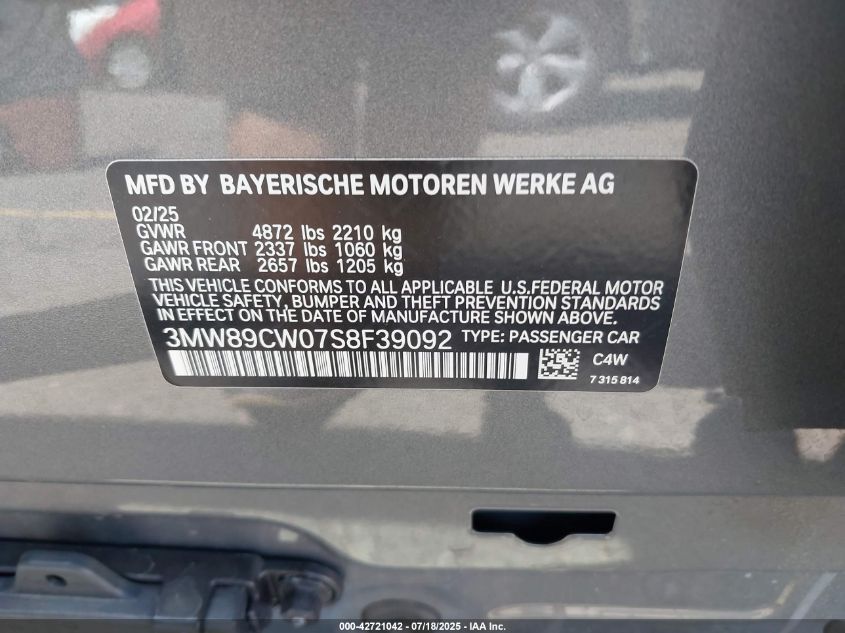 MFD BY BAYERISCHE MOTOREN WERKE AG
02/25
GVWR 4872 lbs 2210 kg
GAWR FRONT 2337 lbs 1060 kg
GAWR REAR 2657 lbs 1205 kg
THIS VEHICLE CONFORMS TO ALL APPLICABLE U.S.FEDERAL MOTOR
VEHICLE SAFETY, BUMPER AND THEFT PREVENTION STANDARDS
IN EFFECT ON THE DATE OF MANUFACTURE SHOWN ABOVE.
3MW89CW07S8F39092 TYPE: PASSENGER CAR
C4W
7 315 814
000-42721042 - 07/18/2025 - IAA Inc.